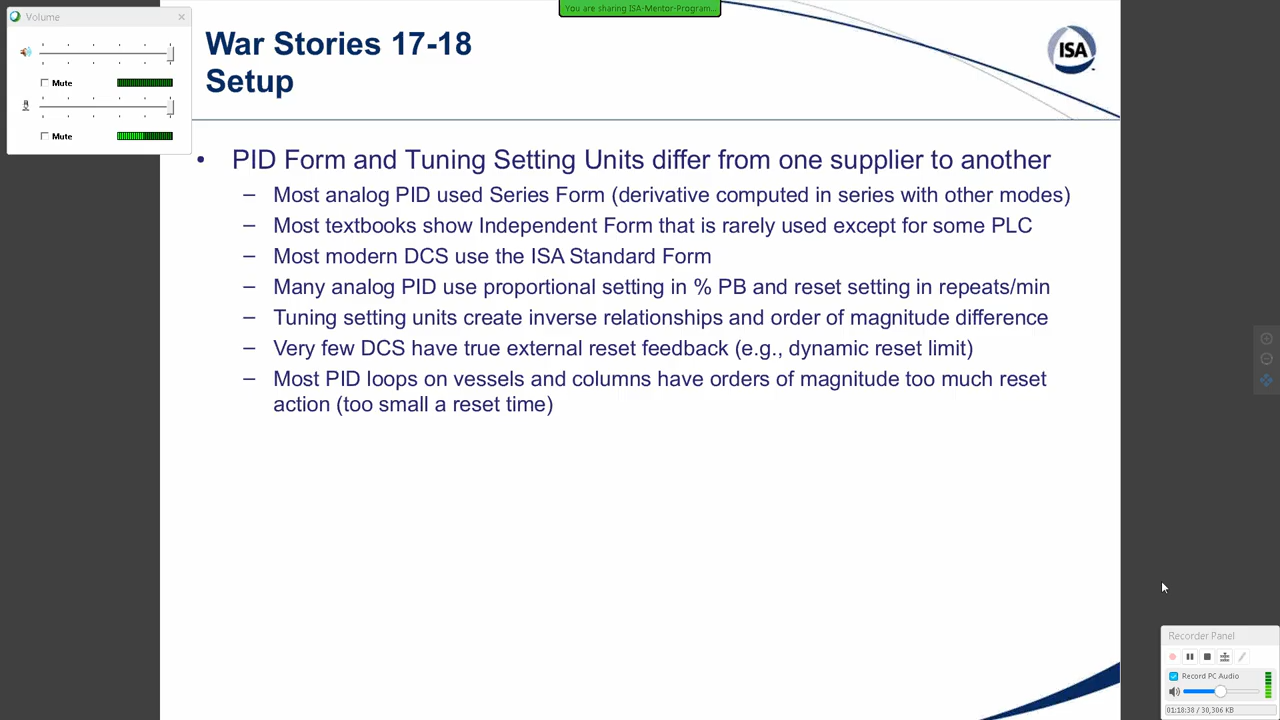 You are sharing ISA-Mentor-Program...
Volume
Mute
Mute
War Stories 17-18
Setup
ISA
• PID Form and Tuning Setting Units differ from one supplier to another
– Most analog PID used Series Form (derivative computed in series with other modes)
– Most textbooks show Independent Form that is rarely used except for some PLC
– Most modern DCS use the ISA Standard Form
– Many analog PID use proportional setting in % PB and reset setting in repeats/min
– Tuning setting units create inverse relationships and order of magnitude difference
– Very few DCS have true external reset feedback (e.g., dynamic reset limit)
– Most PID loops on vessels and columns have orders of magnitude too much reset
action (too small a reset time)
Recorder Panel
Record PC Audio
01:18:38 / 30,306 KB